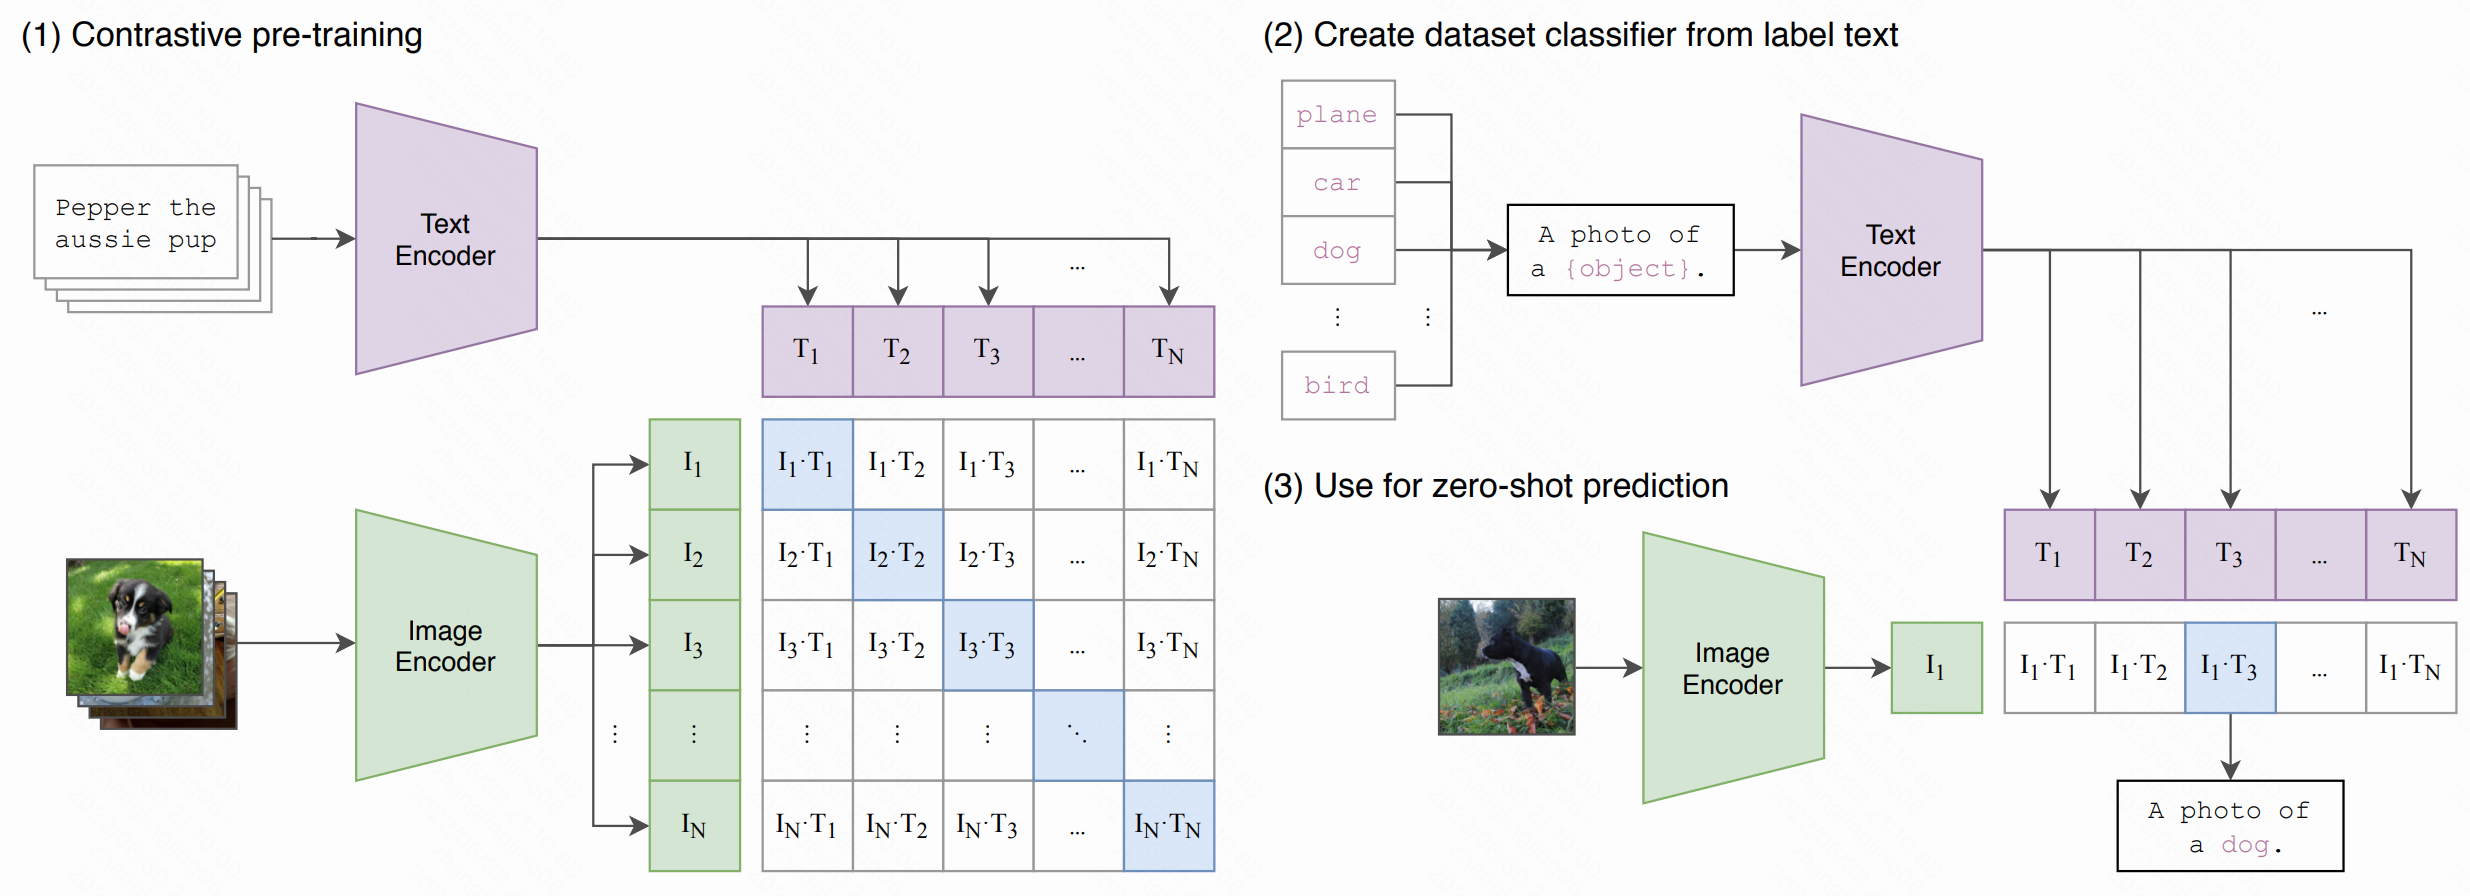 (1) Contrastive pre-training
Pepper the
aussie pup
Text
Encoder
...
T1 T2 T3 ... TN
Image
Encoder
I1
I2
I3
⋮
IN
⋮
I1·T1 I1·T2 I1·T3 ... I1·TN
I2·T1 I2·T2 I2·T3 ... I2·TN
I3·T1 I3·T2 I3·T3 ... I3·TN
⋮ ⋮ ⋮ ⋱ ⋮
IN·T1 IN·T2 IN·T3 ... IN·TN
(2) Create dataset classifier from label text
plane
car
dog
⋮ ⋮
bird
A photo of
a {object}.
Text
Encoder
...
(3) Use for zero-shot prediction
T1 T2 T3 ... TN
Image
Encoder
I1
I1·T1 I1·T2 I1·T3 ... I1·TN
A photo of
a dog.